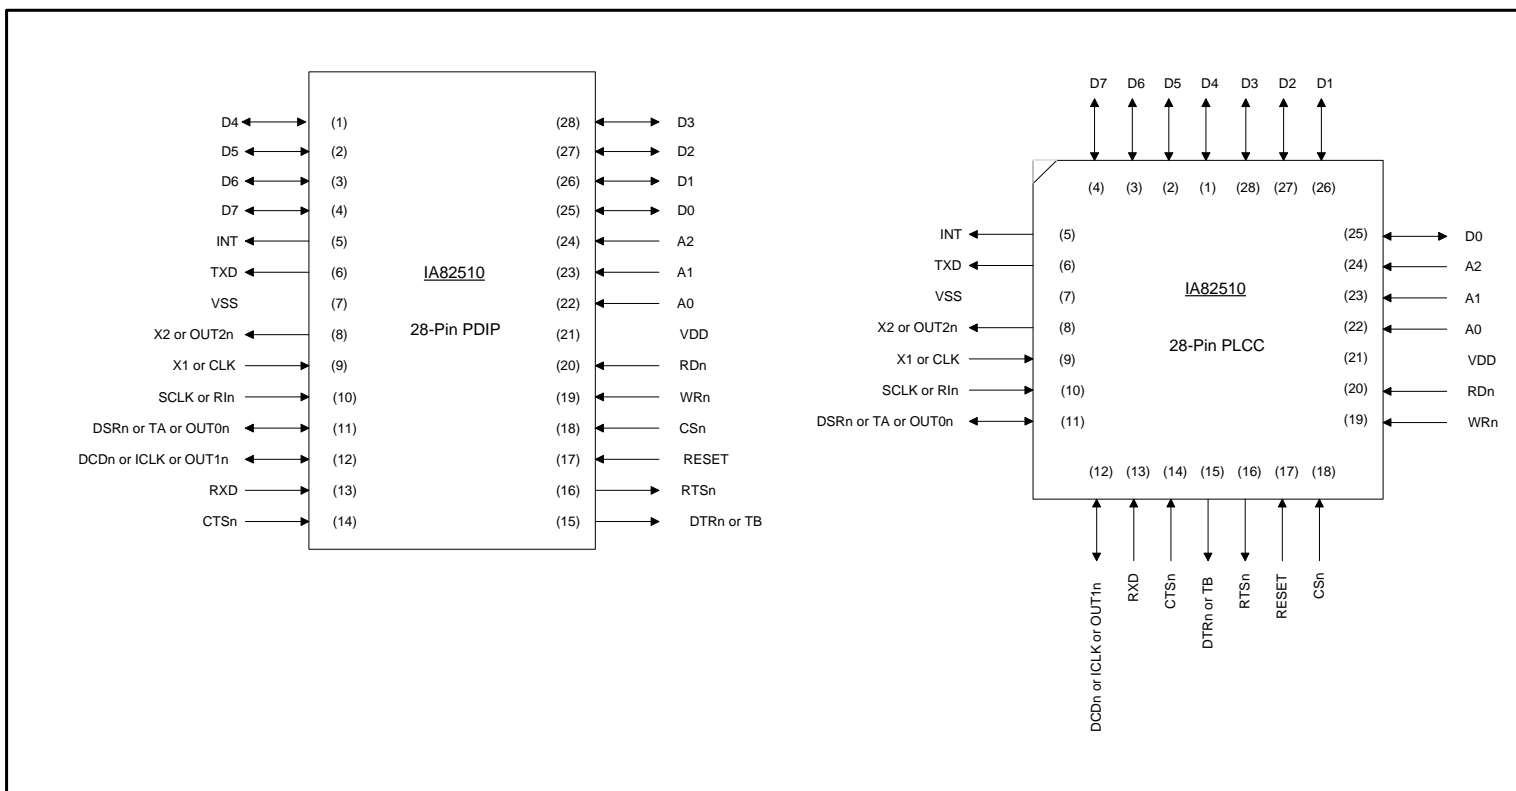 D4 (1) (28) D3
D5 (2) (27) D2
D6 (3) (26) D1
D7 (4) (25) D0
INT (5) (24) A2
TXD (6) IA82510 (23) A1
VSS (7) (22) A0
X2 or OUT2n (8) 28-Pin PDIP (21) VDD
X1 or CLK (9) (20) RDn
SCLK or RIn (10) (19) WRn
DSRn or TA or OUT0n (11) (18) CSn
DCDn or ICLK or OUT1n (12) (17) RESET
RXD (13) (16) RTSn
CTSn (14) (15) DTRn or TB
D7 D6 D5 D4 D3 D2 D1
(4) (3) (2) (1) (28) (27) (26)
INT (5) (25) D0
TXD (6) (24) A2
VSS (7) IA82510 (23) A1
X2 or OUT2n (8) (22) A0
X1 or CLK (9) 28-Pin PLCC (21) VDD
SCLK or RIn (10) (20) RDn
DSRn or TA or OUT0n (11) (19) WRn
(12) (13) (14) (15) (16) (17) (18)
DCDn or ICLK or OUT1n
RXD
CTSn
DTRn or TB
RTSn
RESET
CSn